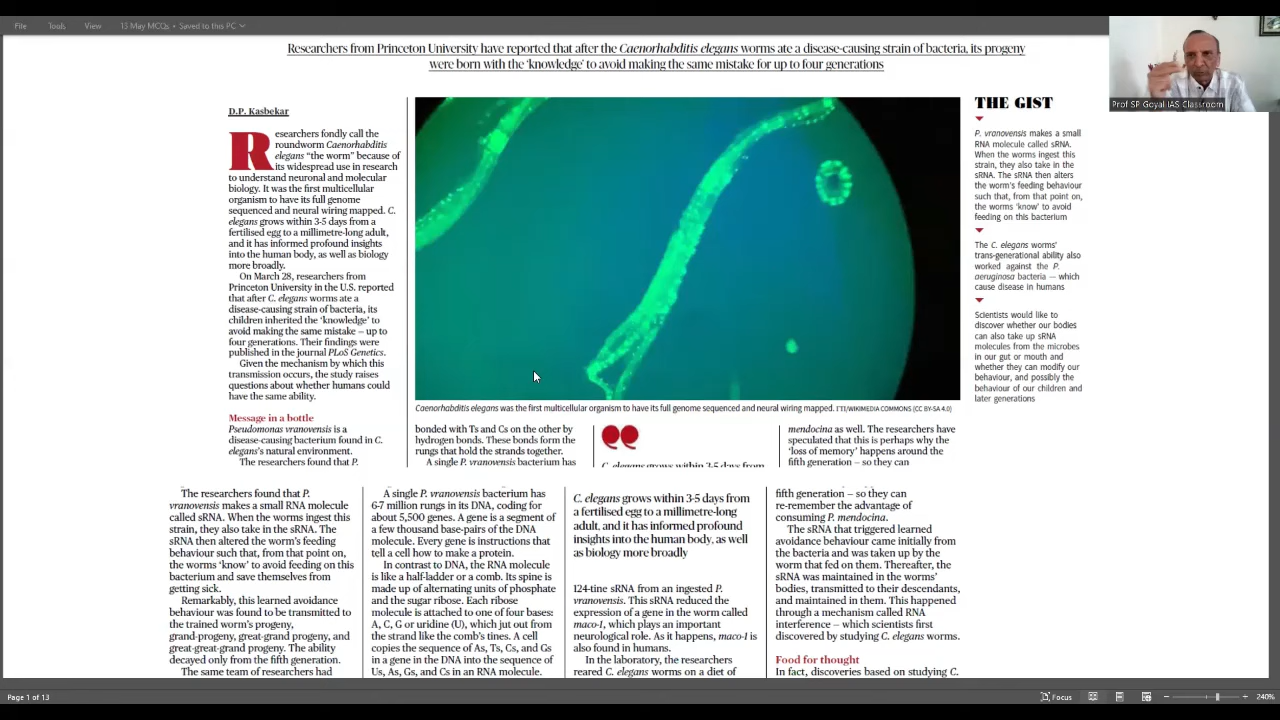 File Tools View 15 May MCQs • Saved to this PC
Researchers from Princeton University have reported that after the Caenorhabditis elegans worms ate a disease-causing strain of bacteria, its progeny
were born with the ‘knowledge’ to avoid making the same mistake for up to four generations
Prof SP Goyal IAS Classroom
D.P. Kasbekar
Researchers fondly call the
roundworm Caenorhabditis
elegans “the worm” because of
its widespread use in research
to understand neuronal and molecular
biology. It was the first multicellular
organism to have its full genome
sequenced and neural wiring mapped. C.
elegans grows within 3-5 days from a
fertilised egg to a millimetre-long adult,
and it has informed profound insights
into the human body, as well as biology
more broadly.
On March 28, researchers from
Princeton University in the U.S. reported
that after C. elegans worms ate a
disease-causing strain of bacteria, its
children inherited the ‘knowledge’ to
avoid making the same mistake – up to
four generations. Their findings were
published in the journal PLoS Genetics.
Given the mechanism by which this
transmission occurs, the study raises
questions about whether humans could
have the same ability.
Message in a bottle
Pseudomonas vranovensis is a
disease-causing bacterium found in C.
elegans’s natural environment.
The researchers found that P.
Caenorhabditis elegans was the first multicellular organism to have its full genome sequenced and neural wiring mapped. ITI/WIKIMEDIA COMMONS (CC BY-SA 4.0)
bonded with Ts and Cs on the other by
hydrogen bonds. These bonds form the
rungs that hold the strands together.
A single P. vranovensis bacterium has
C. elegans grows within 3-5 days from
mendocina as well. The researchers have
speculated that this is perhaps why the
‘loss of memory’ happens around the
fifth generation – so they can
THE GIST
P. vranovensis makes a small
RNA molecule called sRNA.
When the worms ingest this
strain, they also take in the
sRNA. The sRNA then alters
the worm’s feeding behaviour
such that, from that point on,
the worms ‘know’ to avoid
feeding on this bacterium
The C. elegans worms’
trans-generational ability also
worked against the P.
aeruginosa bacteria — which
cause disease in humans
Scientists would like to
discover whether our bodies
can also take up sRNA
molecules from the microbes
in our gut or mouth and
whether they can modify our
behaviour, and possibly the
behaviour of our children and
later generations
The researchers found that P.
vranovensis makes a small RNA molecule
called sRNA. When the worms ingest this
strain, they also take in the sRNA. The
sRNA then altered the worm’s feeding
behaviour such that, from that point on,
the worms ‘know’ to avoid feeding on this
bacterium and save themselves from
getting sick.
Remarkably, this learned avoidance
behaviour was found to be transmitted to
the trained worm’s progeny,
grand-progeny, great-grand progeny, and
great-great-grand progeny. The ability
decayed only from the fifth generation.
The same team of researchers had
A single P. vranovensis bacterium has
6-7 million rungs in its DNA, coding for
about 5,500 genes. A gene is a segment of
a few thousand base-pairs of the DNA
molecule. Every gene is instructions that
tell a cell how to make a protein.
In contrast to DNA, the RNA molecule
is like a half-ladder or a comb. Its spine is
made up of alternating units of phosphate
and the sugar ribose. Each ribose
molecule is attached to one of four bases:
A, C, G or uridine (U), which jut out from
the strand like the comb’s tines. A cell
copies the sequence of As, Ts, Cs, and Gs
in a gene in the DNA into the sequence of
Us, As, Gs, and Cs in an RNA molecule.
C. elegans grows within 3-5 days from
a fertilised egg to a millimetre-long
adult, and it has informed profound
insights into the human body, as well
as biology more broadly
124-tine sRNA from an ingested P.
vranovensis. This sRNA reduced the
expression of a gene in the worm called
maco-1, which plays an important
neurological role. As it happens, maco-1 is
also found in humans.
In the laboratory, the researchers
reared C. elegans worms on a diet of
fifth generation – so they can
re-remember the advantage of
consuming P. mendocina.
The sRNA that triggered learned
avoidance behaviour came initially from
the bacteria and was taken up by the
worm that fed on them. Thereafter, the
sRNA was maintained in the worms’
bodies, transmitted to their descendants,
and maintained in them. This happened
through a mechanism called RNA
interference – which scientists first
discovered by studying C. elegans worms.
Food for thought
In fact, discoveries based on studying C.
Page 1 of 13
Focus
240%